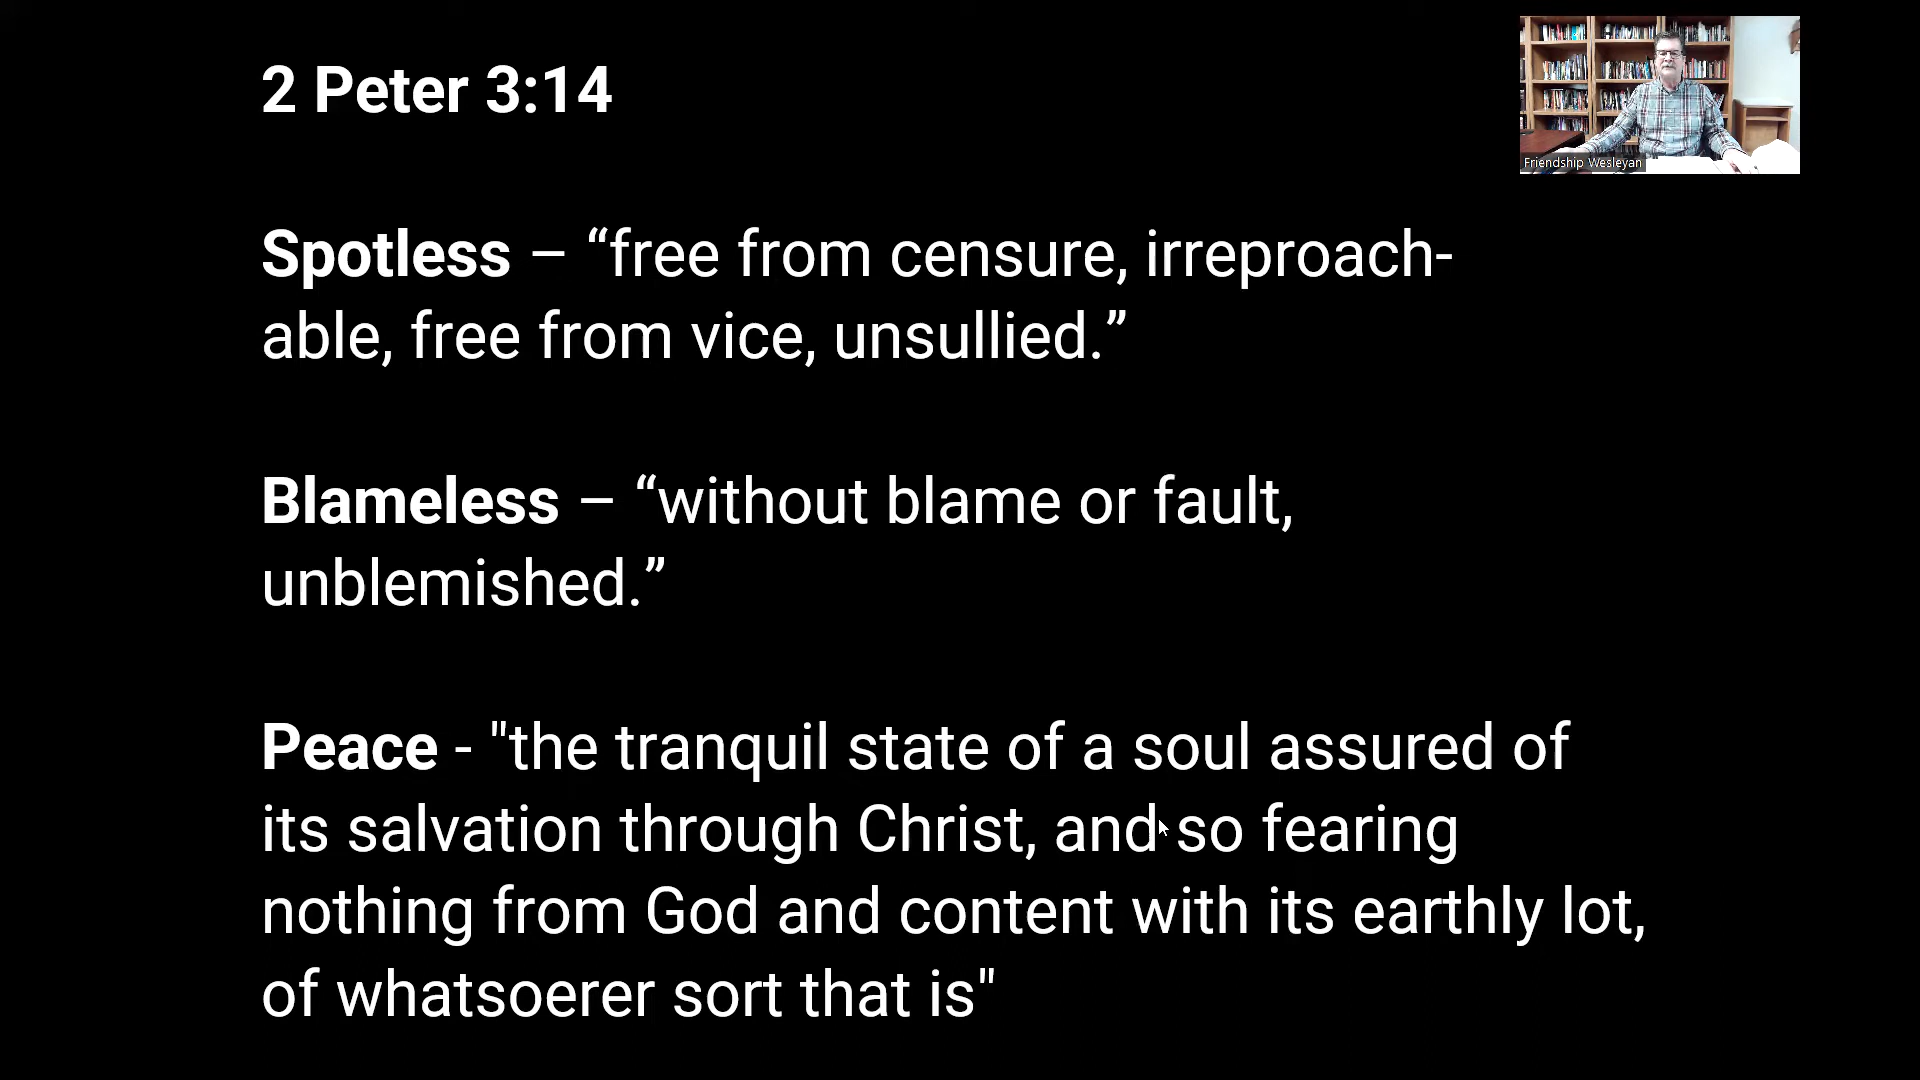 2 Peter 3:14
Friendship Wesleyan
Spotless – “free from censure, irreproach-
able, free from vice, unsullied.”
Blameless – “without blame or fault,
unblemished.”
Peace - "the tranquil state of a soul assured of
its salvation through Christ, and so fearing
nothing from God and content with its earthly lot,
of whatsoerer sort that is"